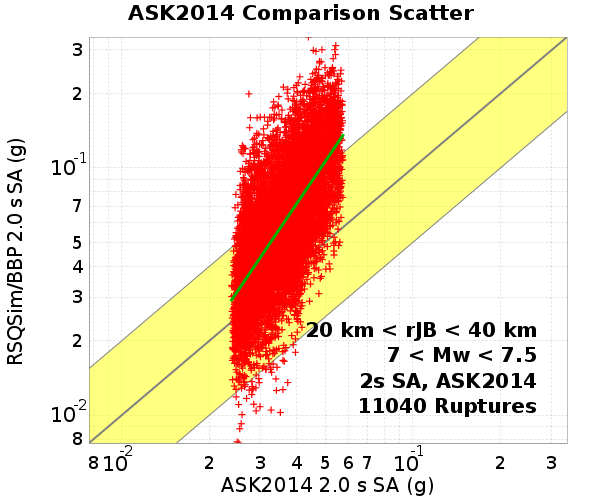 ASK2014 Comparison Scatter
RSQSim/BBP 2.0 s SA (g)
3
2
10-1
7
5
4
3
2
10-2
8
20 km < rJB < 40 km
7 < Mw < 7.5
2s SA, ASK2014
11040 Ruptures
8 10-2 2 3 4 5 6 7 10-1 2 3
ASK2014 2.0 s SA (g)